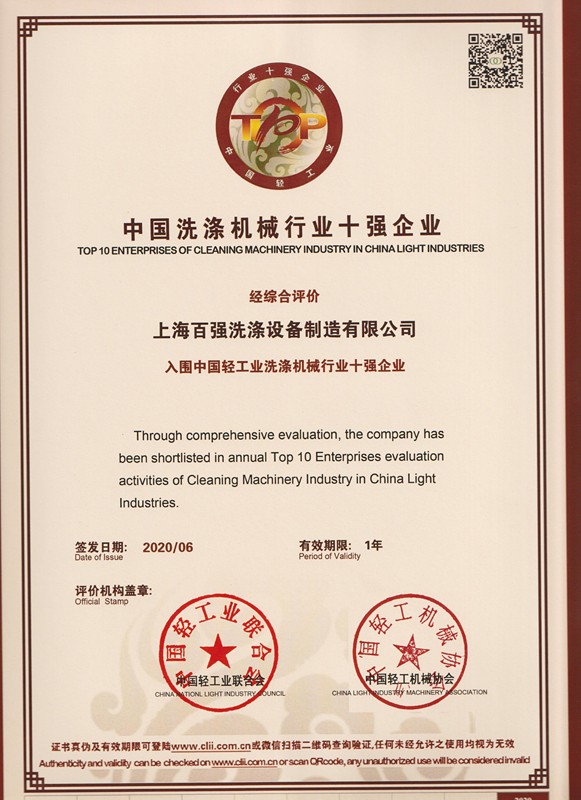 行业十强企业
TOP
中国轻工
中国洗涤机械行业十强企业
TOP 10 ENTERPRISES OF CLEANING MACHINERY INDUSTRY IN CHINA LIGHT INDUSTRIES
经综合评价
上海百强洗涤设备制造有限公司
入围中国轻工业洗涤机械行业十强企业
Through comprehensive evaluation, the company has
been shortlisted in annual Top 10 Enterprises evaluation
activities of Cleaning Machinery Industry in China Light
Industries.
签发日期: 2020/06 有效期限: 1年
Date of Issue Period of Validity
评价机构盖章:
Official Stamp
中国轻工业联合会 中国轻工机械协会
中国轻工业联合会 中国轻工机械协会
CHINA NATIONL LIGHT INDUSTRY COUNCIL CHINA LIGHT INDUSTRY MACHINERY ASSOCIATION
证书真伪及有效期限可登陆www.clii.com.cn或微信扫描二维码查询验证,任何未经允许之使用均视为无效
Authenticity and validity can be checked on www.clii.com.cn or scan QRcode, any unauthorized use will be considered invalid